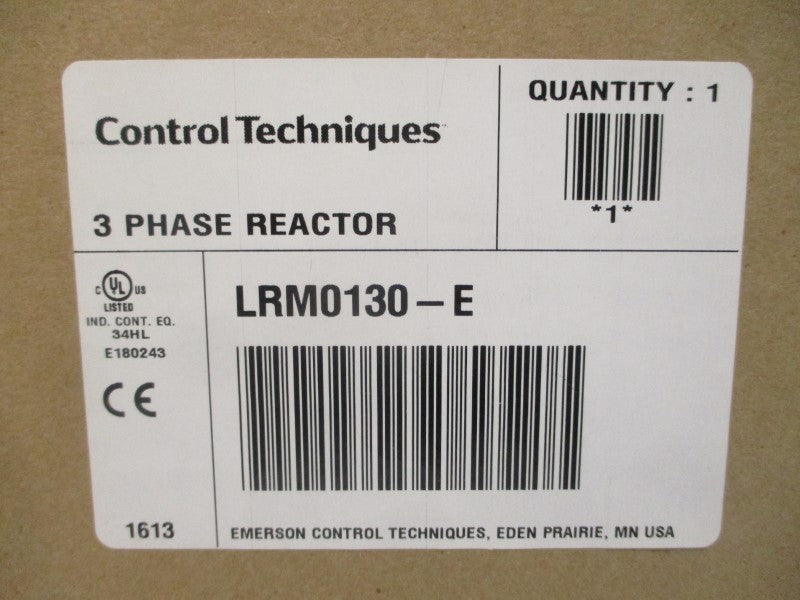 Control Techniques™
3 PHASE REACTOR
QUANTITY : 1
*1*
C UL US
LISTED
IND. CONT. EQ.
34HL
E180243
CE
1613
LRM0130-E
EMERSON CONTROL TECHNIQUES, EDEN PRAIRIE, MN USA